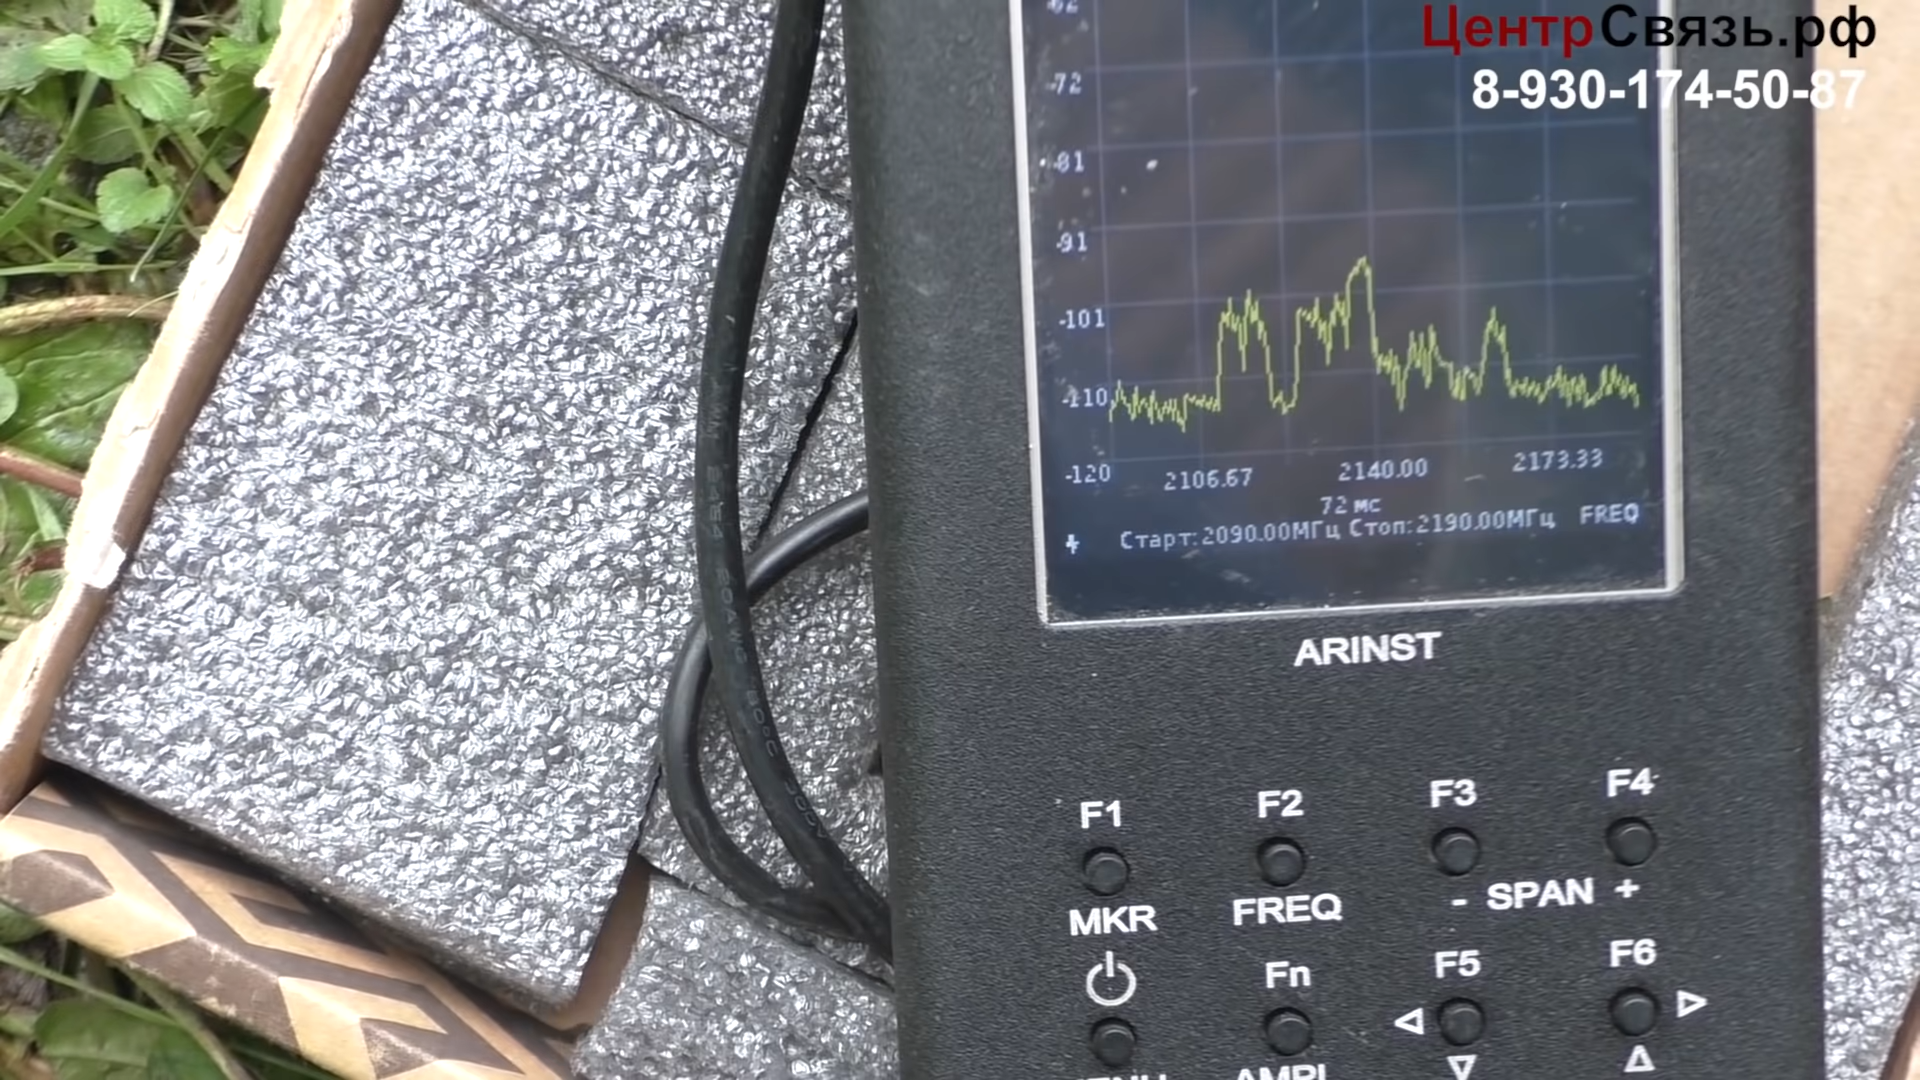 ЦентрСвязь.рф
8-930-174-50-87
-72
-81
-91
-101
-110
-120
2106.67 2140.00 2173.33
72 мс
Старт:2090.00МГц Стоп:2190.00МГц FREQ
ARINST
F1 F2 F3 F4
MKR FREQ - SPAN +
Fn F5 F6